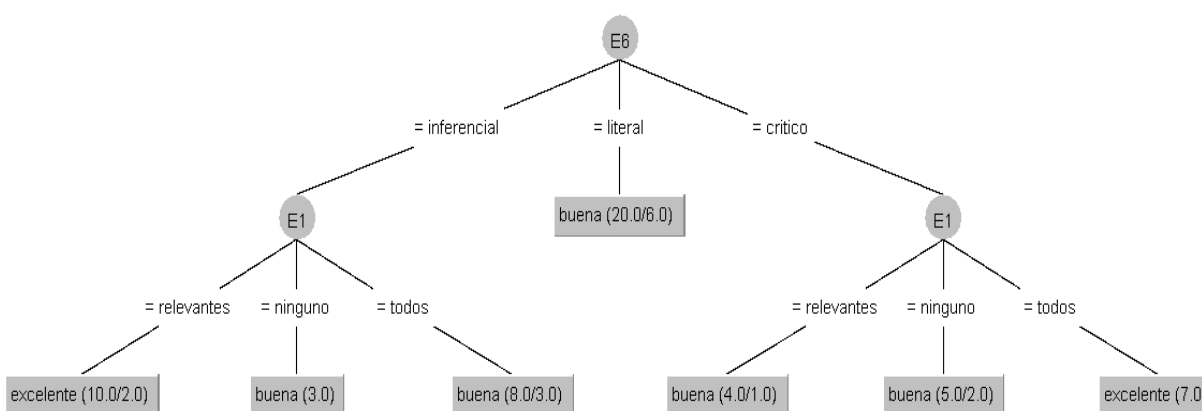 E6
= inferencial = literal = critico
E1 buena (20.0/6.0) E1
= relevantes = ninguno = todos = relevantes = ninguno = todos
excelente (10.0/2.0) buena (3.0) buena (8.0/3.0) buena (4.0/1.0) buena (5.0/2.0) excelente (7.0